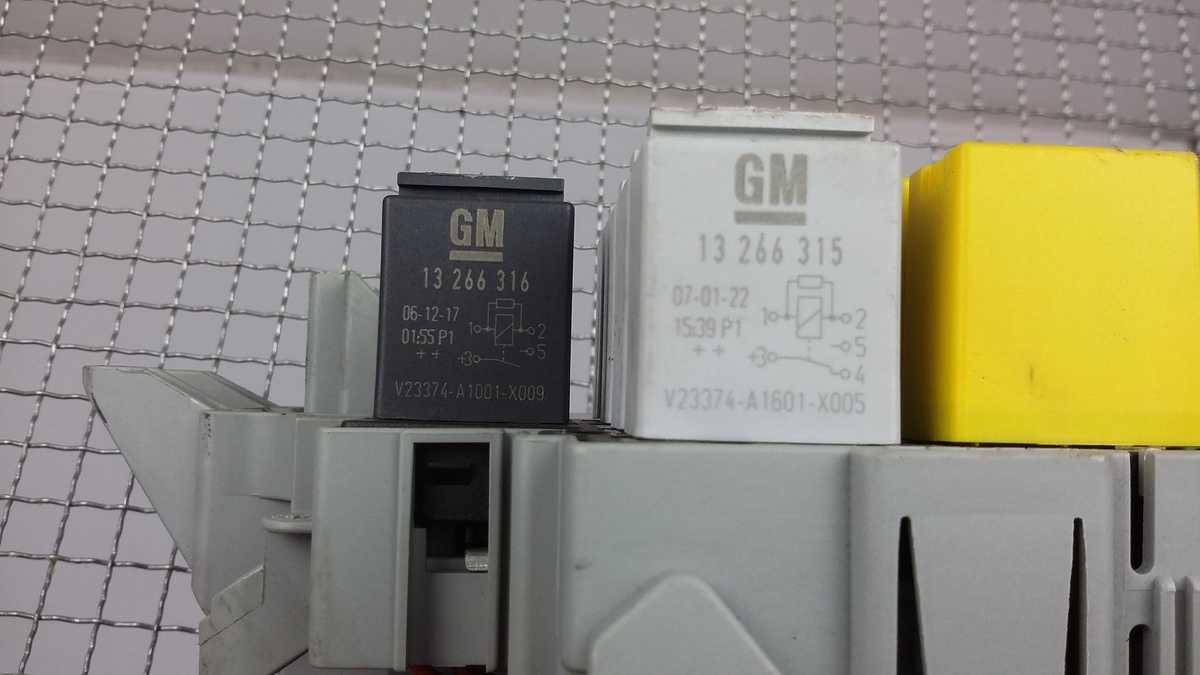 GM
13 266 316
06-12-17
01:55 P1
+ +
1
2
5
+3
V23374-A1001-X009
GM
13 266 315
07-01-22
15:39 P1
+ +
1
2
5
+3
4
V23374-A1601-X005